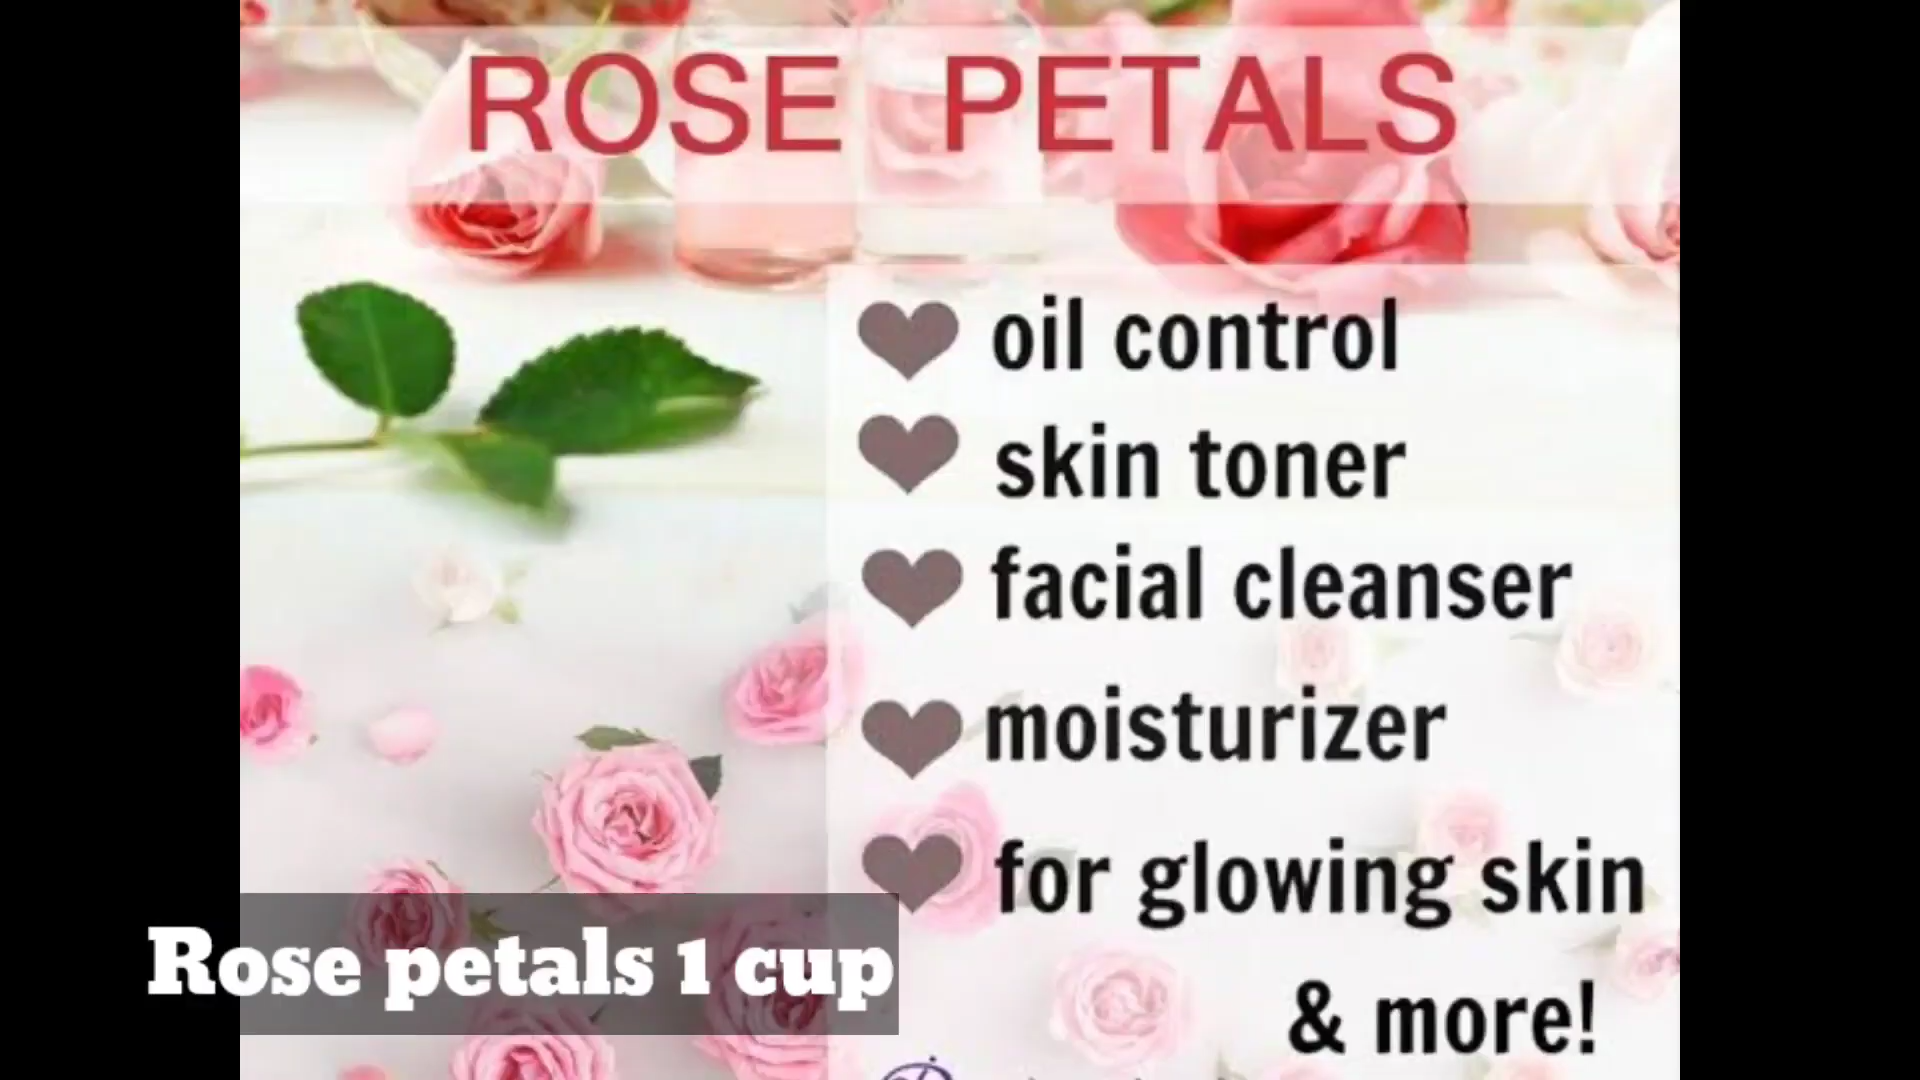 ROSE PETALS
oil control
skin toner
facial cleanser
moisturizer
for glowing skin
& more!
Rose petals 1 cup